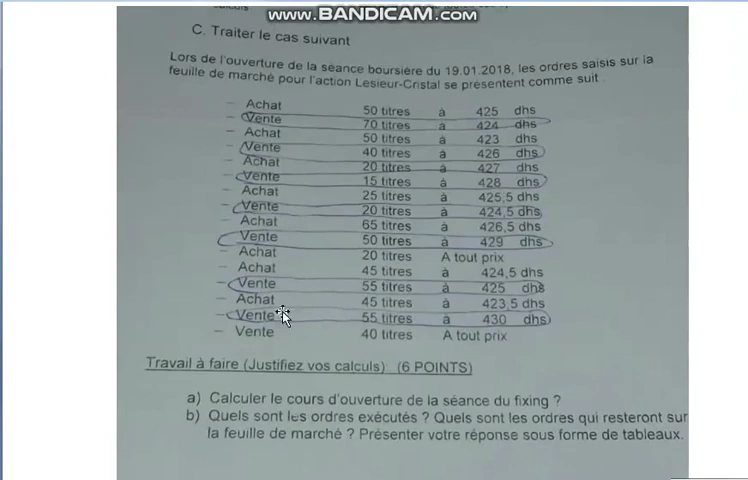 www.BANDICAM.com
C. Traiter le cas suivant
Lors de l'ouverture de la séance boursière du 19.01.2018, les ordres saisis sur la
feuille de marché pour l'action Lesieur-Cristal se présentent comme suit
- Achat 50 titres à 425 dhs
- Vente 70 titres à 424 dhs
- Achat 50 titres à 423 dhs
- Vente 40 titres à 426 dhs
- Achat 20 titres à 427 dhs
- Vente 15 titres à 428 dhs
- Achat 25 titres à 425,5 dhs
- Vente 20 titres à 424,5 dhs
- Achat 65 titres à 426,5 dhs
- Vente 50 titres à 429 dhs
- Achat 20 titres A tout prix
- Achat 45 titres à 424,5 dhs
- Vente 55 titres à 425 dhs
- Achat 45 titres à 423,5 dhs
- Vente 55 titres à 430 dhs
- Vente 40 titres A tout prix
Travail à faire (Justifiez vos calculs) (6 POINTS)
a) Calculer le cours d'ouverture de la séance du fixing ?
b) Quels sont les ordres exécutés ? Quels sont les ordres qui resteront sur
la feuille de marché ? Présenter votre réponse sous forme de tableaux.